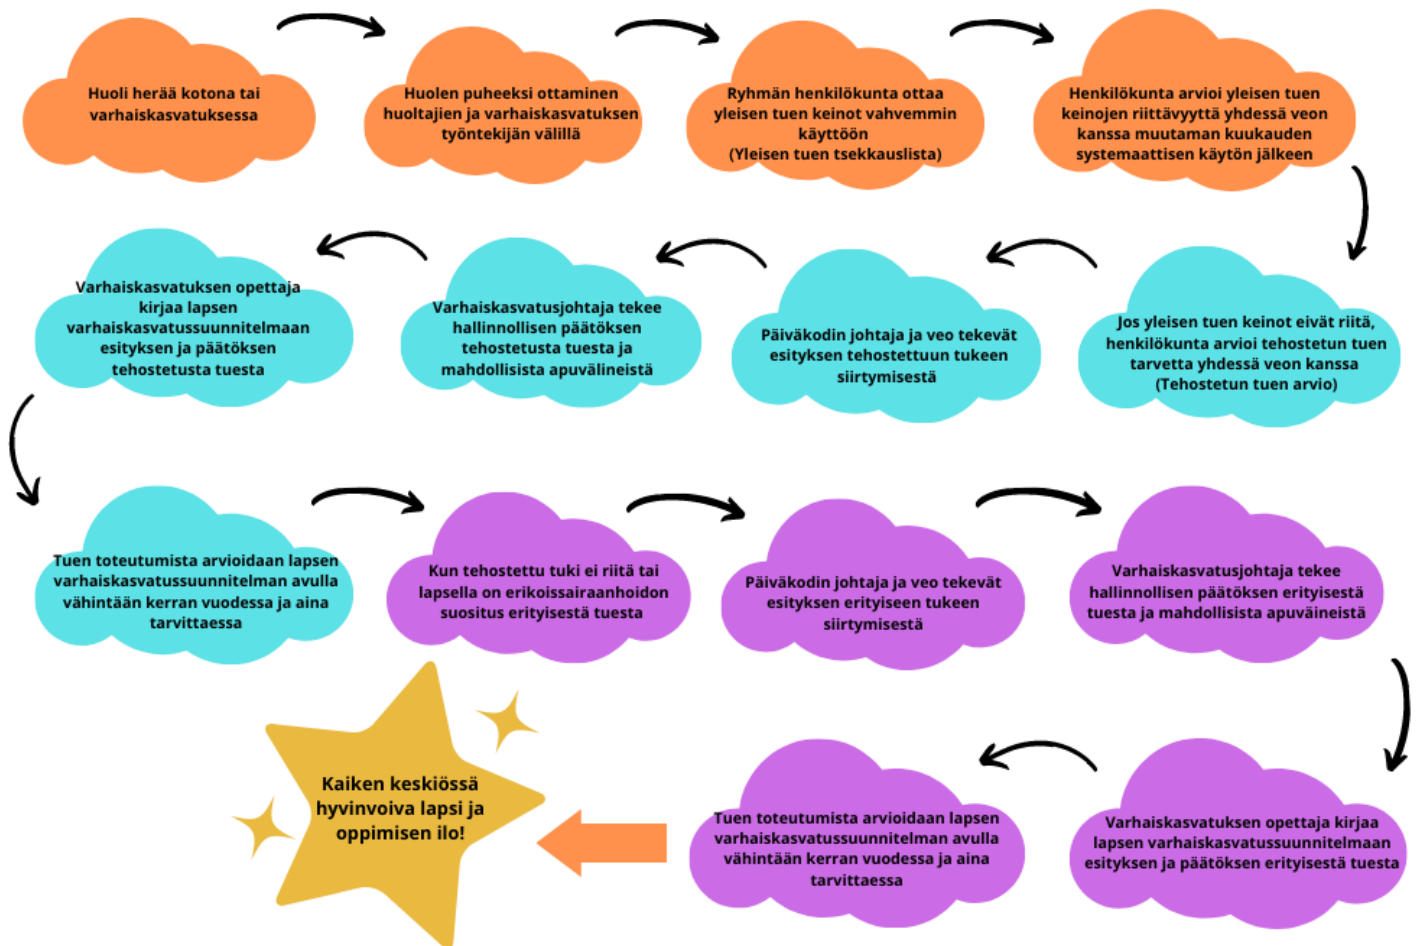 Huoli herää kotona tai
varhaiskasvatuksessa
Huolen puheeksi ottaminen
huoltajien ja varhaiskasvatuksen
työntekijän välillä
Ryhmän henkilökunta ottaa
yleisen tuen keinot vahvemmin
käyttöön
(Yleisen tuen tsekkauslista)
Henkilökunta arvioi yleisen tuen
keinojen riittävyyttä yhdessä veon
kanssa muutaman kuukauden
systemaattisen käytön jälkeen
Jos yleisen tuen keinot eivät riitä,
henkilökunta arvioi tehostetun tuen
tarvetta yhdessä veon kanssa
(Tehostetun tuen arvio)
Päiväkodin johtaja ja veo tekevät
esityksen tehostettuun tukeen
siirtymisestä
Varhaiskasvatusjohtaja tekee
hallinnollisen päätöksen
tehostetusta tuesta ja
mahdollisista apuvälineistä
Varhaiskasvatuksen opettaja
kirjaa lapsen
varhaiskasvatussuunnitelmaan
esityksen ja päätöksen
tehostetusta tuesta
Tuen toteutumista arvioidaan lapsen
varhaiskasvatussuunnitelman avulla
vähintään kerran vuodessa ja aina
tarvittaessa
Kun tehostettu tuki ei riitä tai
lapsella on erikoissairaanhoidon
suositus erityisestä tuesta
Päiväkodin johtaja ja veo tekevät
esityksen erityiseen tukeen
siirtymisestä
Varhaiskasvatusjohtaja tekee
hallinnollisen päätöksen erityisestä
tuesta ja mahdollisista apuväineistä
Varhaiskasvatuksen opettaja kirjaa
lapsen varhaiskasvatussuunnitelmaan
esityksen ja päätöksen erityisestä tuesta
Tuen toteutumista arvioidaan lapsen
varhaiskasvatussuunnitelman avulla
vähintään kerran vuodessa ja aina
tarvittaessa
Kaiken keskiössä
hyvinvoiva lapsi ja
oppimisen ilo!